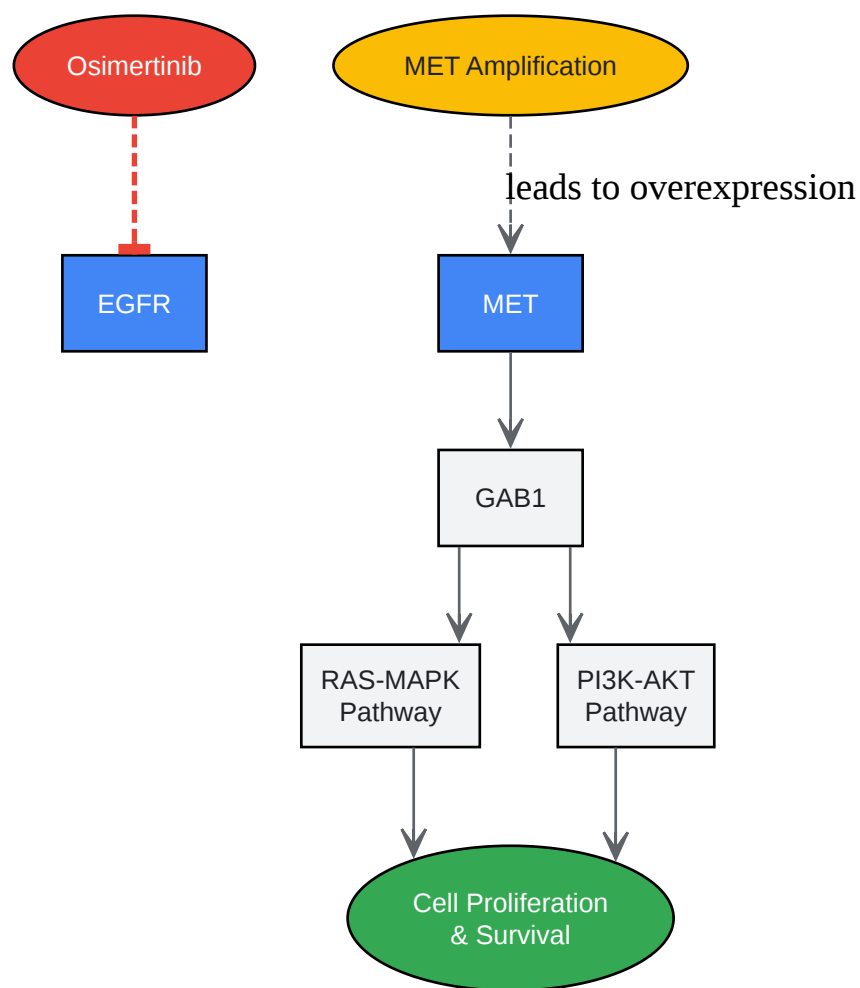 Osimertinib
MET Amplification
leads to overexpression
EGFR
MET
GAB1
RAS-MAPK
Pathway
PI3K-AKT
Pathway
Cell Proliferation
& Survival